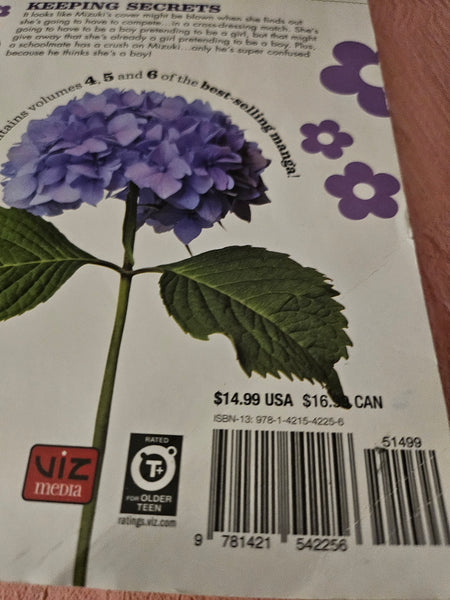 KEEPING SECRETS
It looks like Mizuki's cover might be blown when she finds out
she's going to have to compete... in a cross-dressing match. She's
going to have to be a boy pretending to be a girl, but that might
give away that she's already a girl pretending to be a boy. Plus,
a schoolmate has a crush on Mizuki...only he's super confused
because he thinks she's a boy!
volumes 4, 5 and 6 of the best-selling manga!
$14.99 USA $16.99 CAN
ISBN-13: 978-1-4215-4225-6
51499
VIZ
MEDIA
RATED
T+
FOR OLDER
TEEN
ratings.viz.com
9 781421 542256